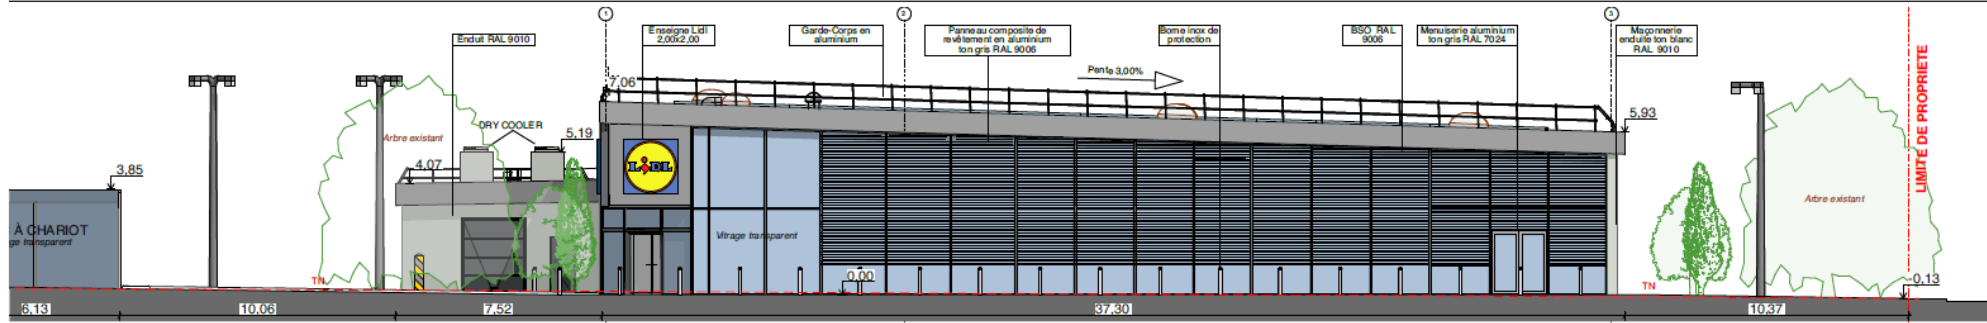 1
2
3
Enduit RAL 9010
Enseigne Lidl
2,00x2,00
Garde-Corps en
aluminium
Panneau composite de
revêtement en aluminium
ton gris RAL 9006
Borne inox de
protection
BSO RAL
9006
Menuiserie aluminium
ton gris RAL 7024
Maçonnerie
enduite ton blanc
RAL 9010
LIMITE DE PROPRIETE
Pente 3,00%
7,06
5,93
DRY COOLER
5,19
Arbre existant
4,07
3,85
LIDL
Arbre existant
À CHARIOT
ge transparent
Vitrage transparent
TN
0,00
TN
-0,13
6,13
10,06
7,52
37,30
10,37